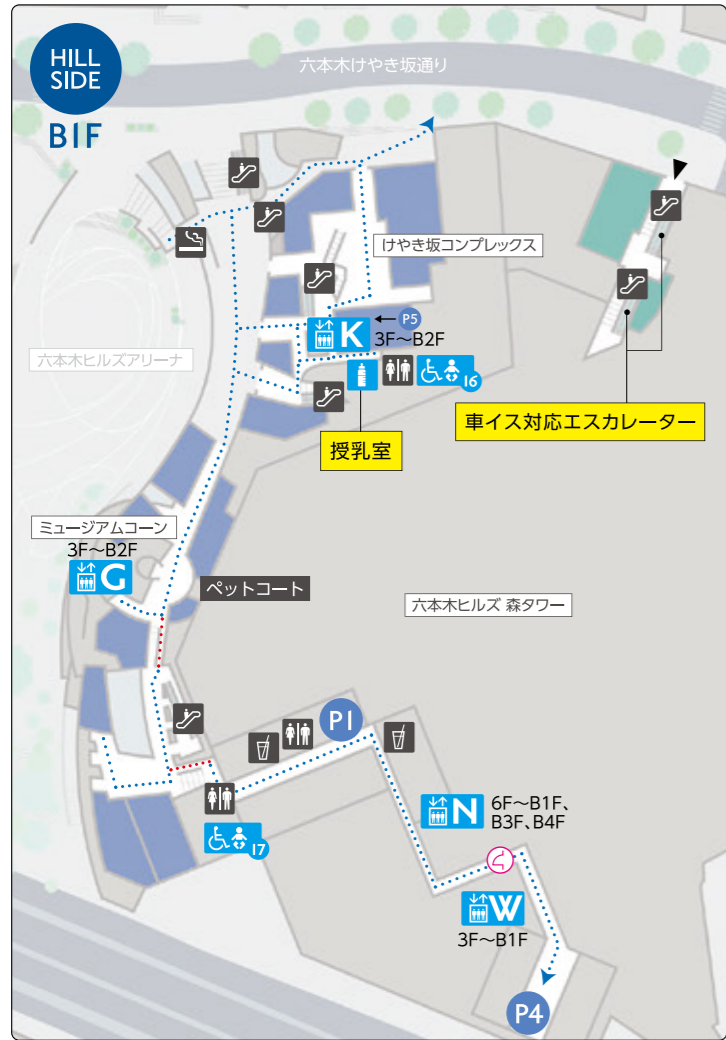 HILL
SIDE
B1F
六本木けやき坂通り
けやき坂コンプレックス
K
P5
3F〜B2F
六本木ヒルズアリーナ
16
授乳室
車イス対応エスカレーター
ミュージアムコーン
3F〜B2F
G
ペットコート
六本木ヒルズ 森タワー
P1
N
6F〜B1F、
B3F、B4F
17
W
3F〜B1F
P4